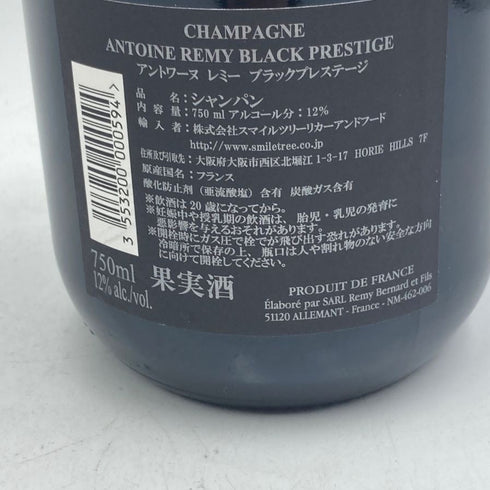 CHAMPAGNE
ANTOINE REMY BLACK PRESTIGE
アントワーヌ レミー ブラックプレステージ
品名：シャンパン
内容量：750 ml アルコール分：12%
輸入者：株式会社スマイルツリーリカーアンドフード
http://www.smiletree.co.jp
住所及び引取先：大阪府大阪市西区北堀江 1-3-17 HORIE HILLS 7F
原産国名：フランス
酸化防止剤（亜流酸塩）含有 炭酸ガス含有
※飲酒は20歳になってから。
※妊娠中や授乳期の飲酒は、胎児・乳児の発育に
悪影響を与えるおそれがあります。
※開栓時にガス圧で栓でが飛び出す恐れがあります。
冷暗所で保存の上、瓶口は人や割れ物のない安全な方向
に向けて開栓してください。
3 553200 000594>
750ml
12% alc./vol.
果実酒
PRODUIT DE FRANCE
Élaboré par SARL Remy Bernard et Fils
51120 ALLEMANT - France - NM-462-006